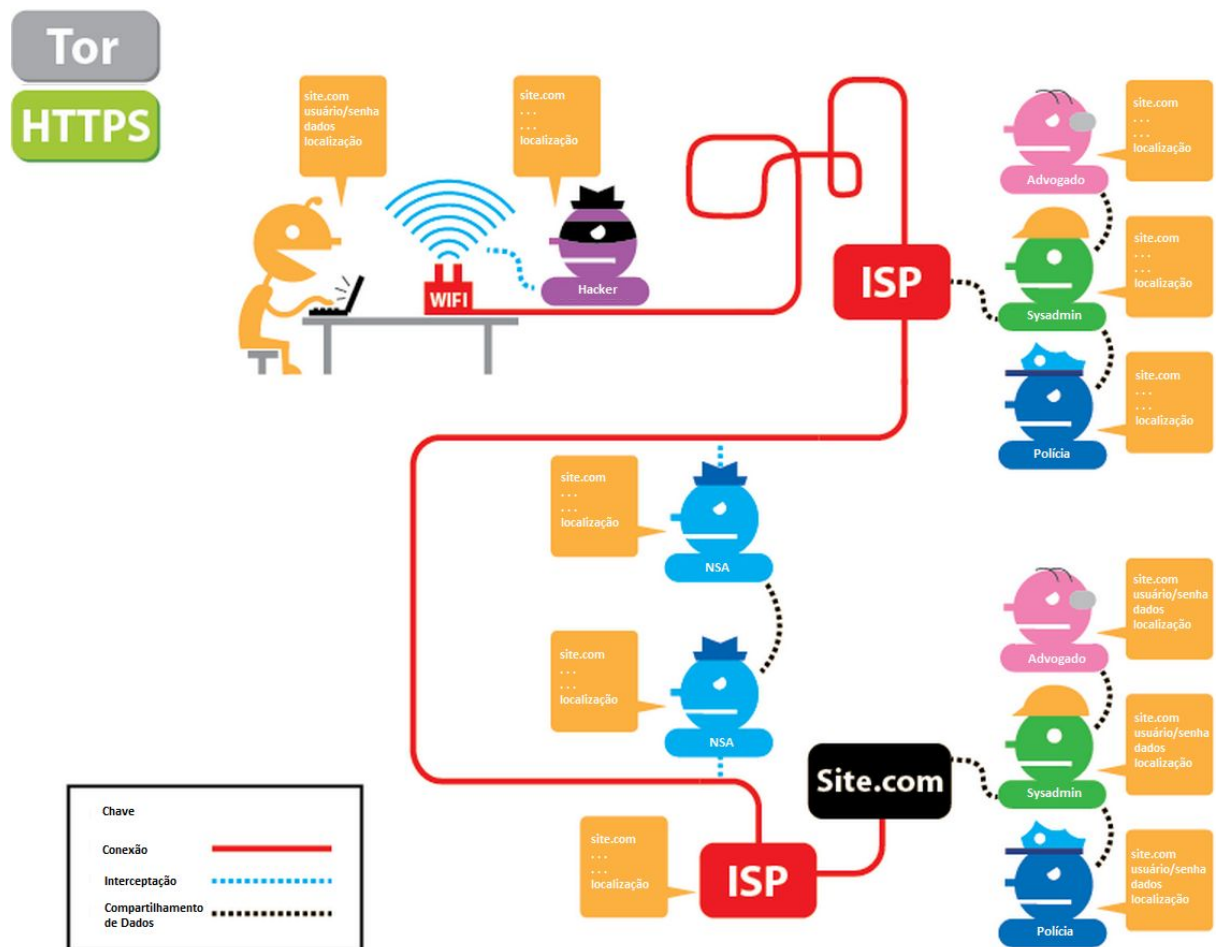 Tor
HTTPS
site.com
usuário/senha
dados
localização
site.com
. . .
. . .
localização
WIFI
Hacker
ISP
site.com
. . .
. . .
localização
Advogado
site.com
. . .
. . .
localização
Sysadmin
site.com
. . .
. . .
localização
Polícia
site.com
. . .
. . .
localização
NSA
site.com
. . .
. . .
localização
NSA
site.com
usuário/senha
dados
localização
Advogado
site.com
usuário/senha
dados
localização
Sysadmin
site.com
usuário/senha
dados
localização
Polícia
Site.com
site.com
. . .
. . .
localização
ISP
Chave
Conexão
Interceptação
Compartilhamento
de Dados